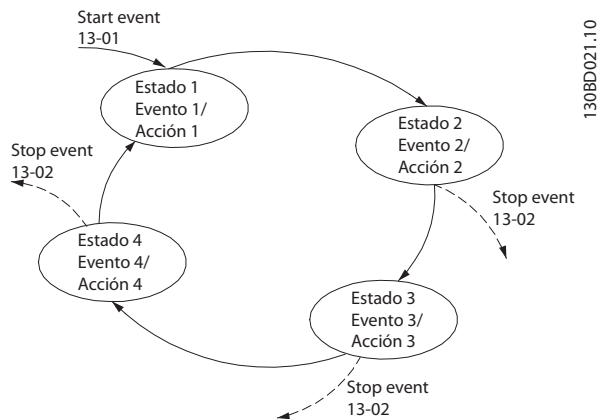 Start event
13-01
Estado 1
Evento 1/
Acción 1
Estado 2
Evento 2/
Acción 2
Stop event
13-02
Estado 3
Evento 3/
Acción 3
Stop event
13-02
Estado 4
Evento 4/
Acción 4
Stop event
13-02
130BD021.10